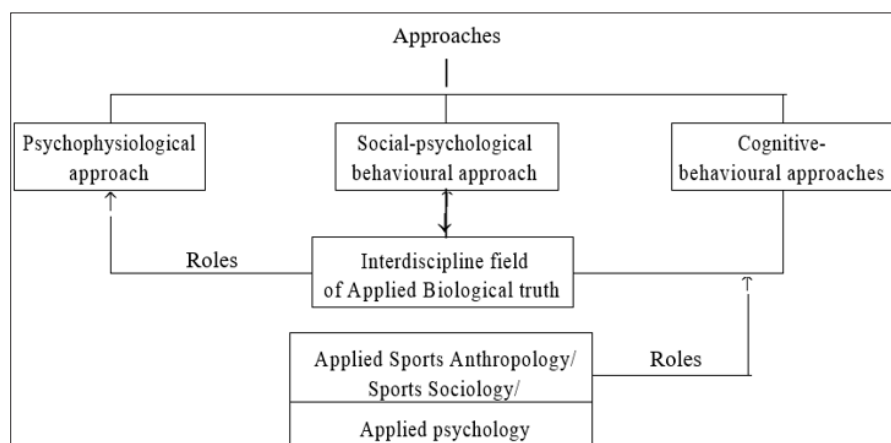 Approaches
Psychophysiological
approach
Social-psychological
behavioural approach
Cognitive-
behavioural approaches
Roles
Interdiscipline field
of Applied Biological truth
Applied Sports Anthropology/
Sports Sociology/
Roles
Applied psychology